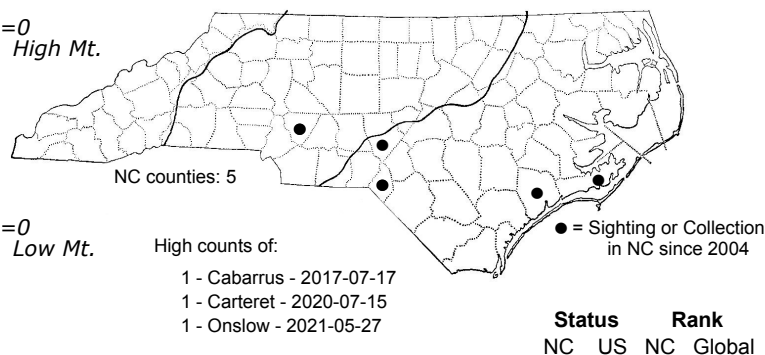 =0
High Mt.
NC counties: 5
=0
Low Mt.
High counts of:
1 - Cabarrus - 2017-07-17
1 - Carteret - 2020-07-15
1 - Onslow - 2021-05-27
● = Sighting or Collection
in NC since 2004
Status Rank
NC US NC Global